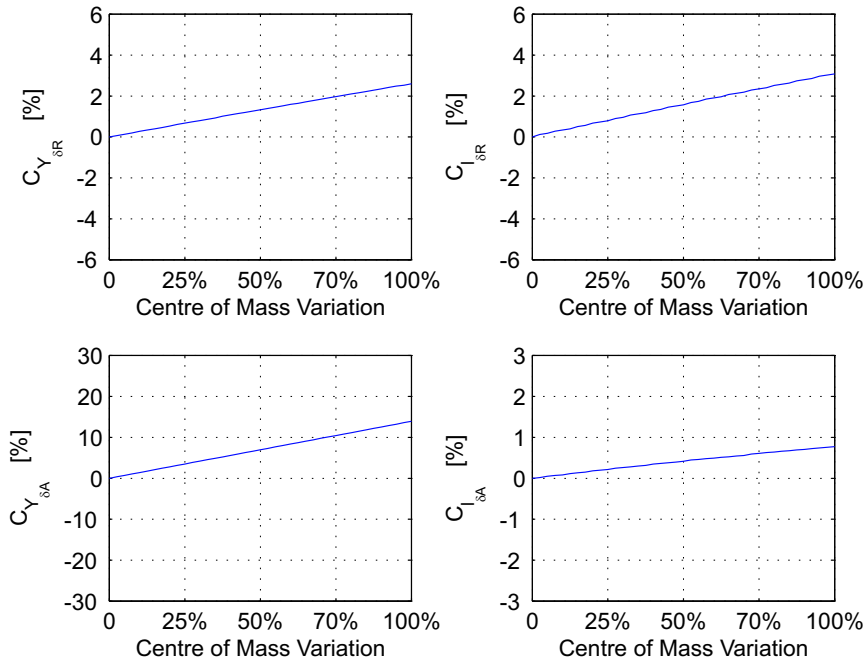 6
4
2
0
-2
-4
-6
C_Y_δR [%]
0 25% 50% 70% 100%
Centre of Mass Variation
6
4
2
0
-2
-4
-6
C_l_δR [%]
0 25% 50% 70% 100%
Centre of Mass Variation
30
20
10
0
-10
-20
-30
C_Y_δA [%]
0 25% 50% 70% 100%
Centre of Mass Variation
3
2
1
0
-1
-2
-3
C_l_δA [%]
0 25% 50% 75% 100%
Centre of Mass Variation